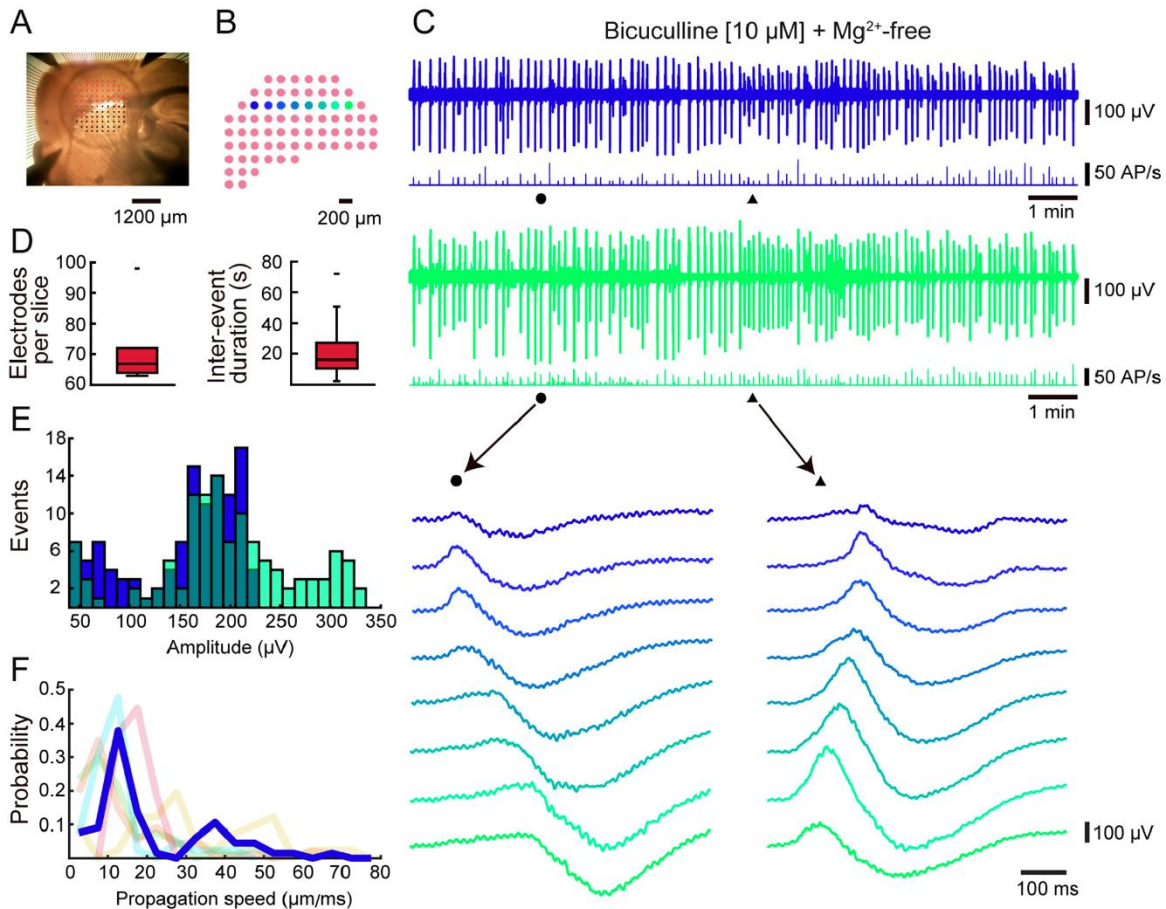 A
B
C
Bicuculline [10 µM] + Mg²⁺-free
100 µV
50 AP/s
1 min
1200 µm
200 µm
100 µV
50 AP/s
1 min
D
Electrodes
per slice
100
90
80
70
60
Inter-event
duration (s)
80
60
40
20
E
Events
18
14
10
6
2
50
100
150
200
250
300
350
Amplitude (µV)
F
Probability
0.5
0.4
0.3
0.2
0.1
0
10
20
30
40
50
60
70
80
Propagation speed (µm/ms)
100 µV
100 ms